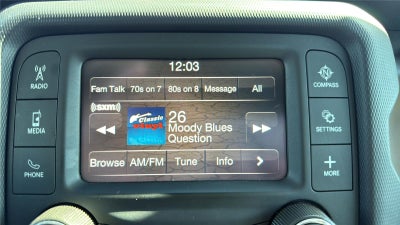 12:03
RADIO
COMPASS
Fam Talk 70s on 7 80s on 8 Message All
((sxm))
MEDIA
Classic
26
Moody Blues
Question
SETTINGS
PHONE
Browse AM/FM Tune Info >
+
MORE